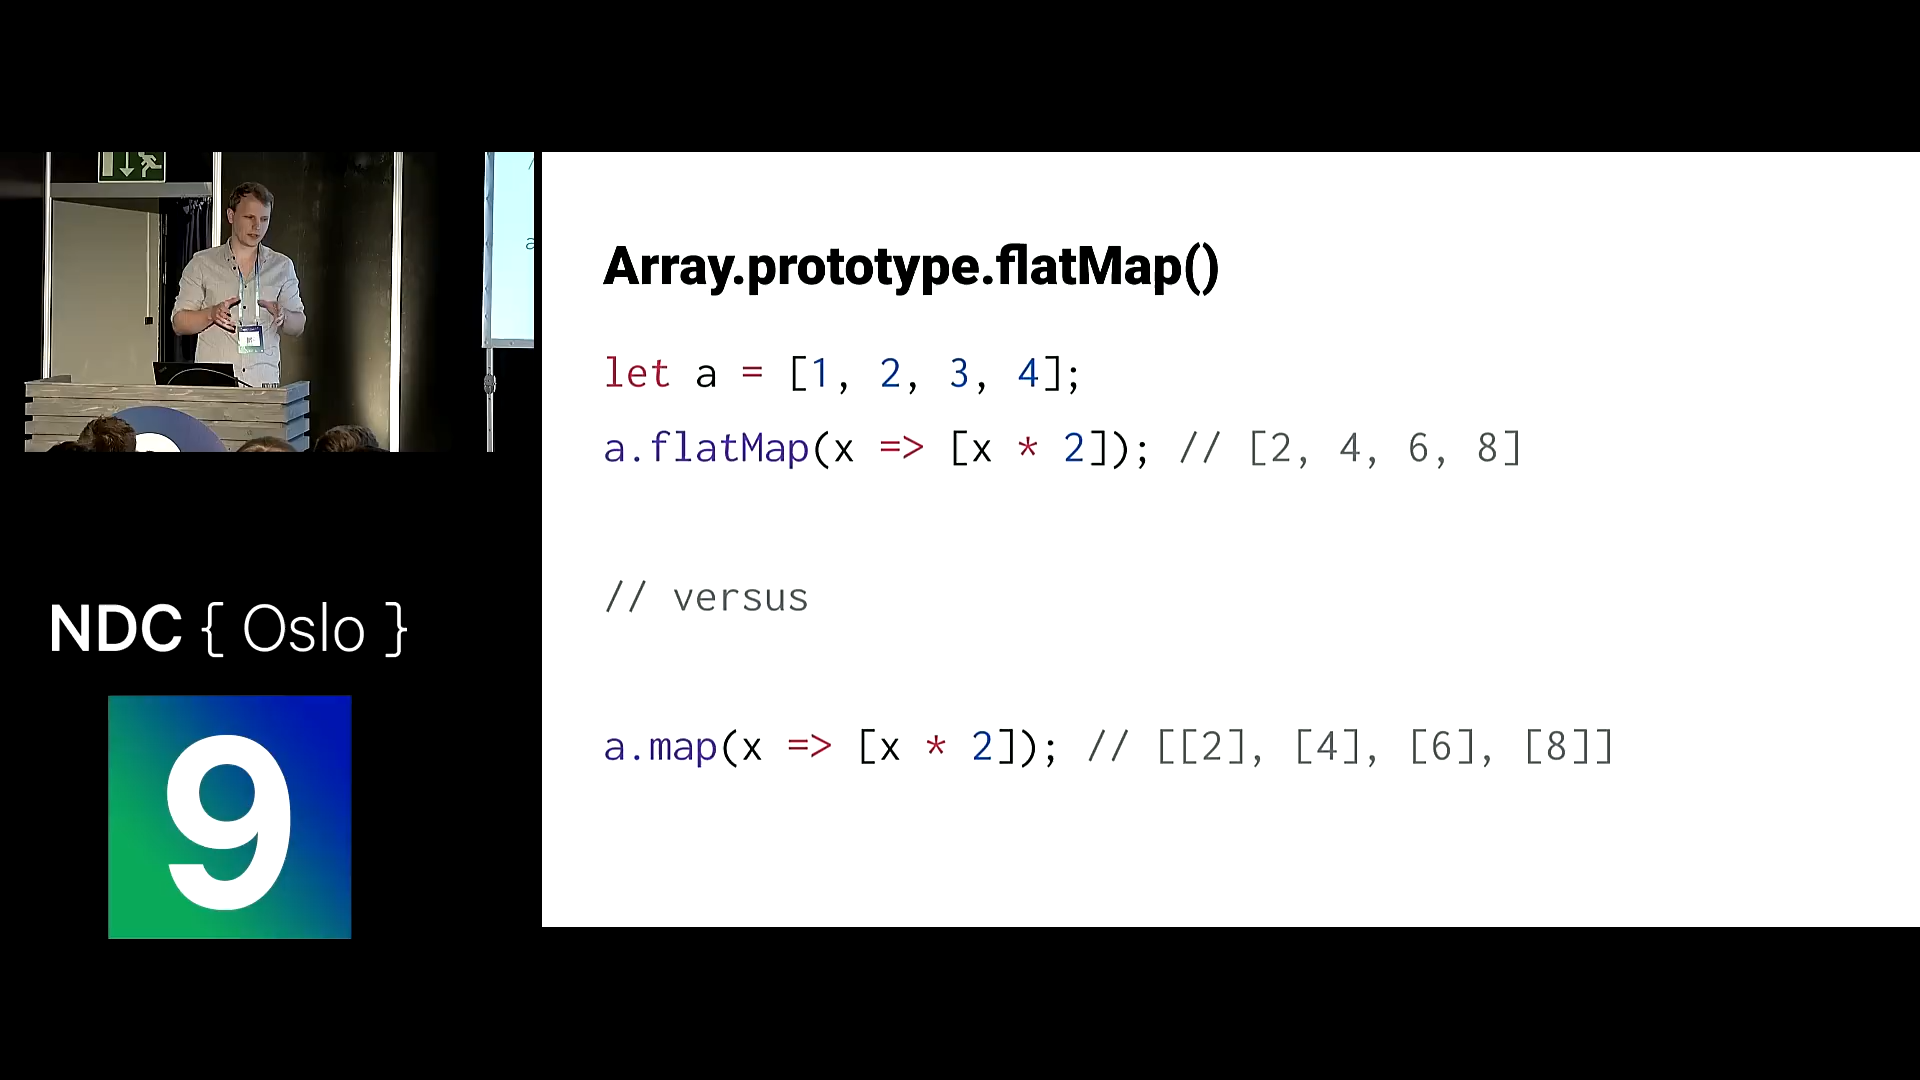 Array.prototype.flatMap()
let a = [1, 2, 3, 4];
a.flatMap(x => [x * 2]); // [2, 4, 6, 8]
// versus
a.map(x => [x * 2]); // [[2], [4], [6], [8]]
NDC { Oslo }
9